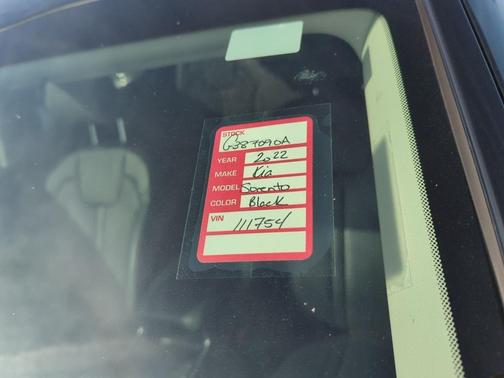 STOCK
G387090A
YEAR 2022
MAKE Kia
MODEL Sorento
COLOR Black
VIN
111754